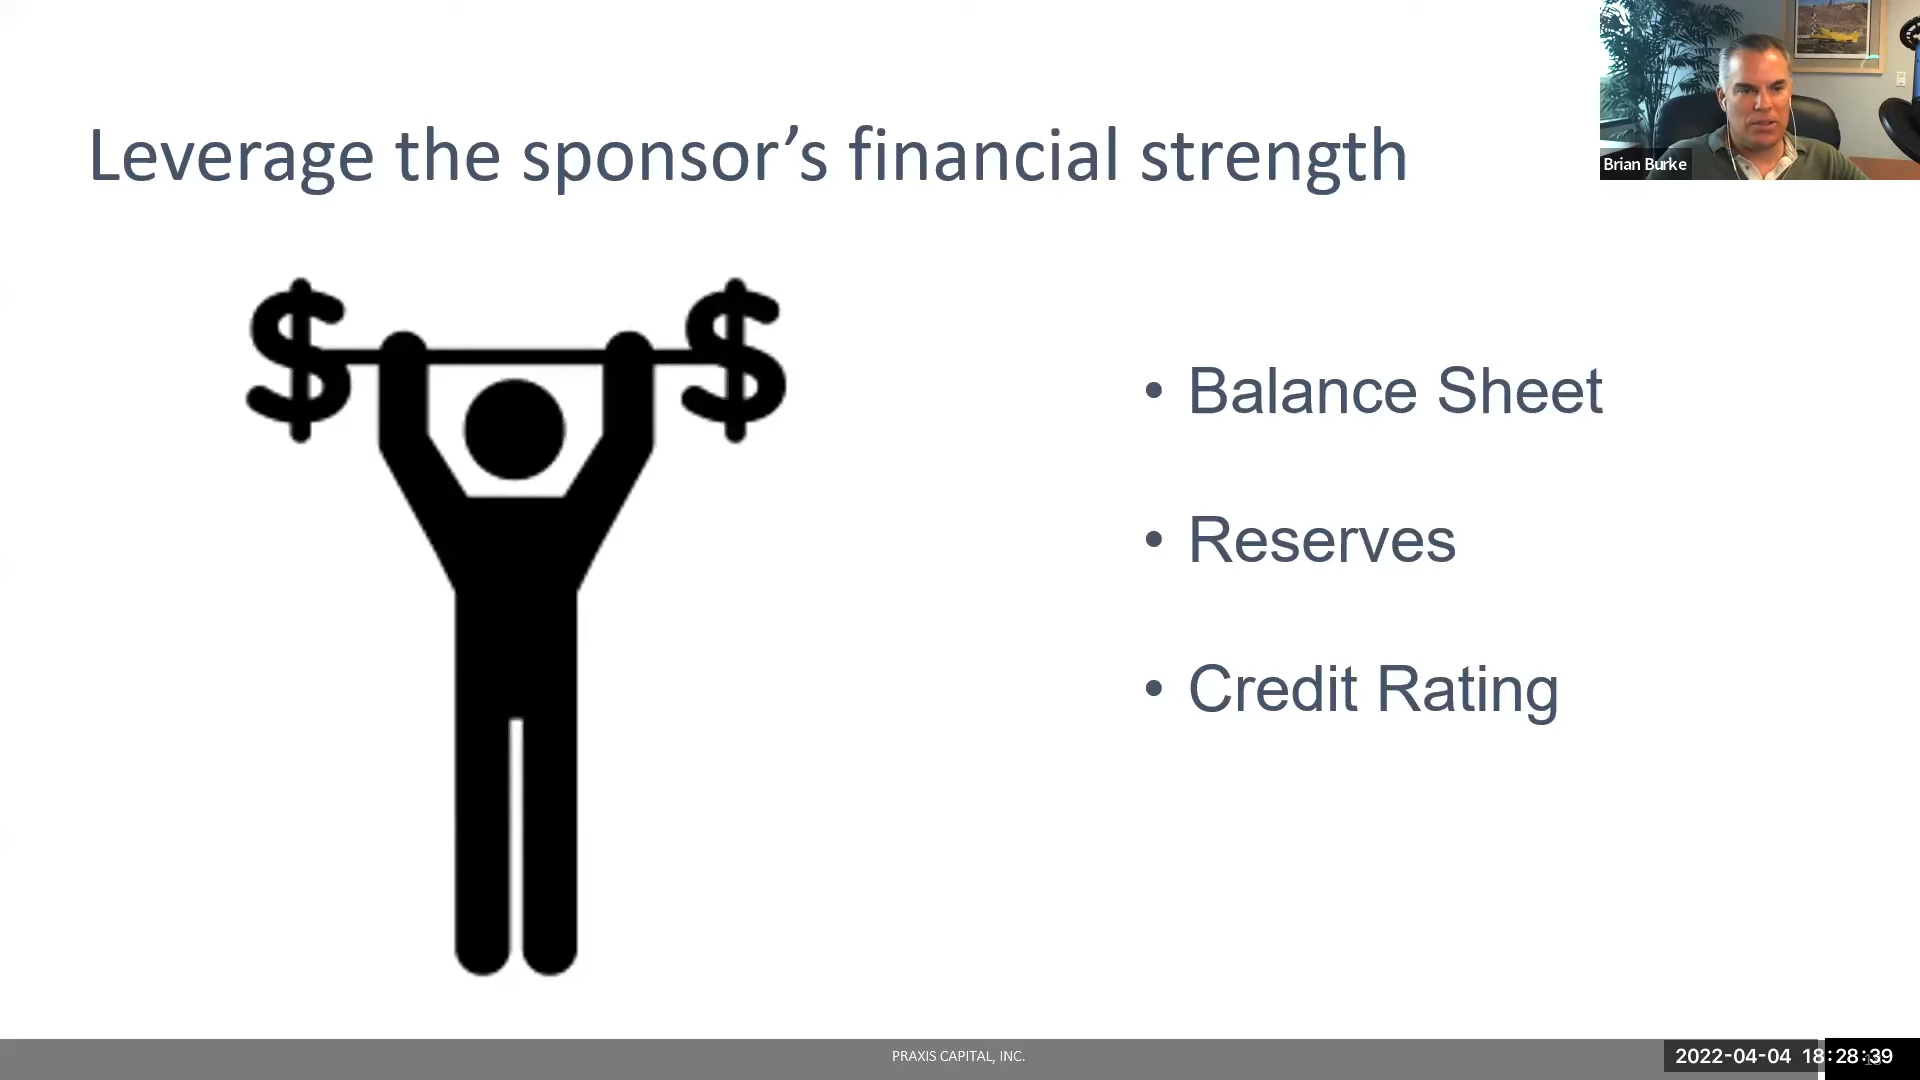 Leverage the sponsor’s financial strength
Brian Burke
$ $
• Balance Sheet
• Reserves
• Credit Rating
PRAXIS CAPITAL, INC.
2022-04-04 18:28:39